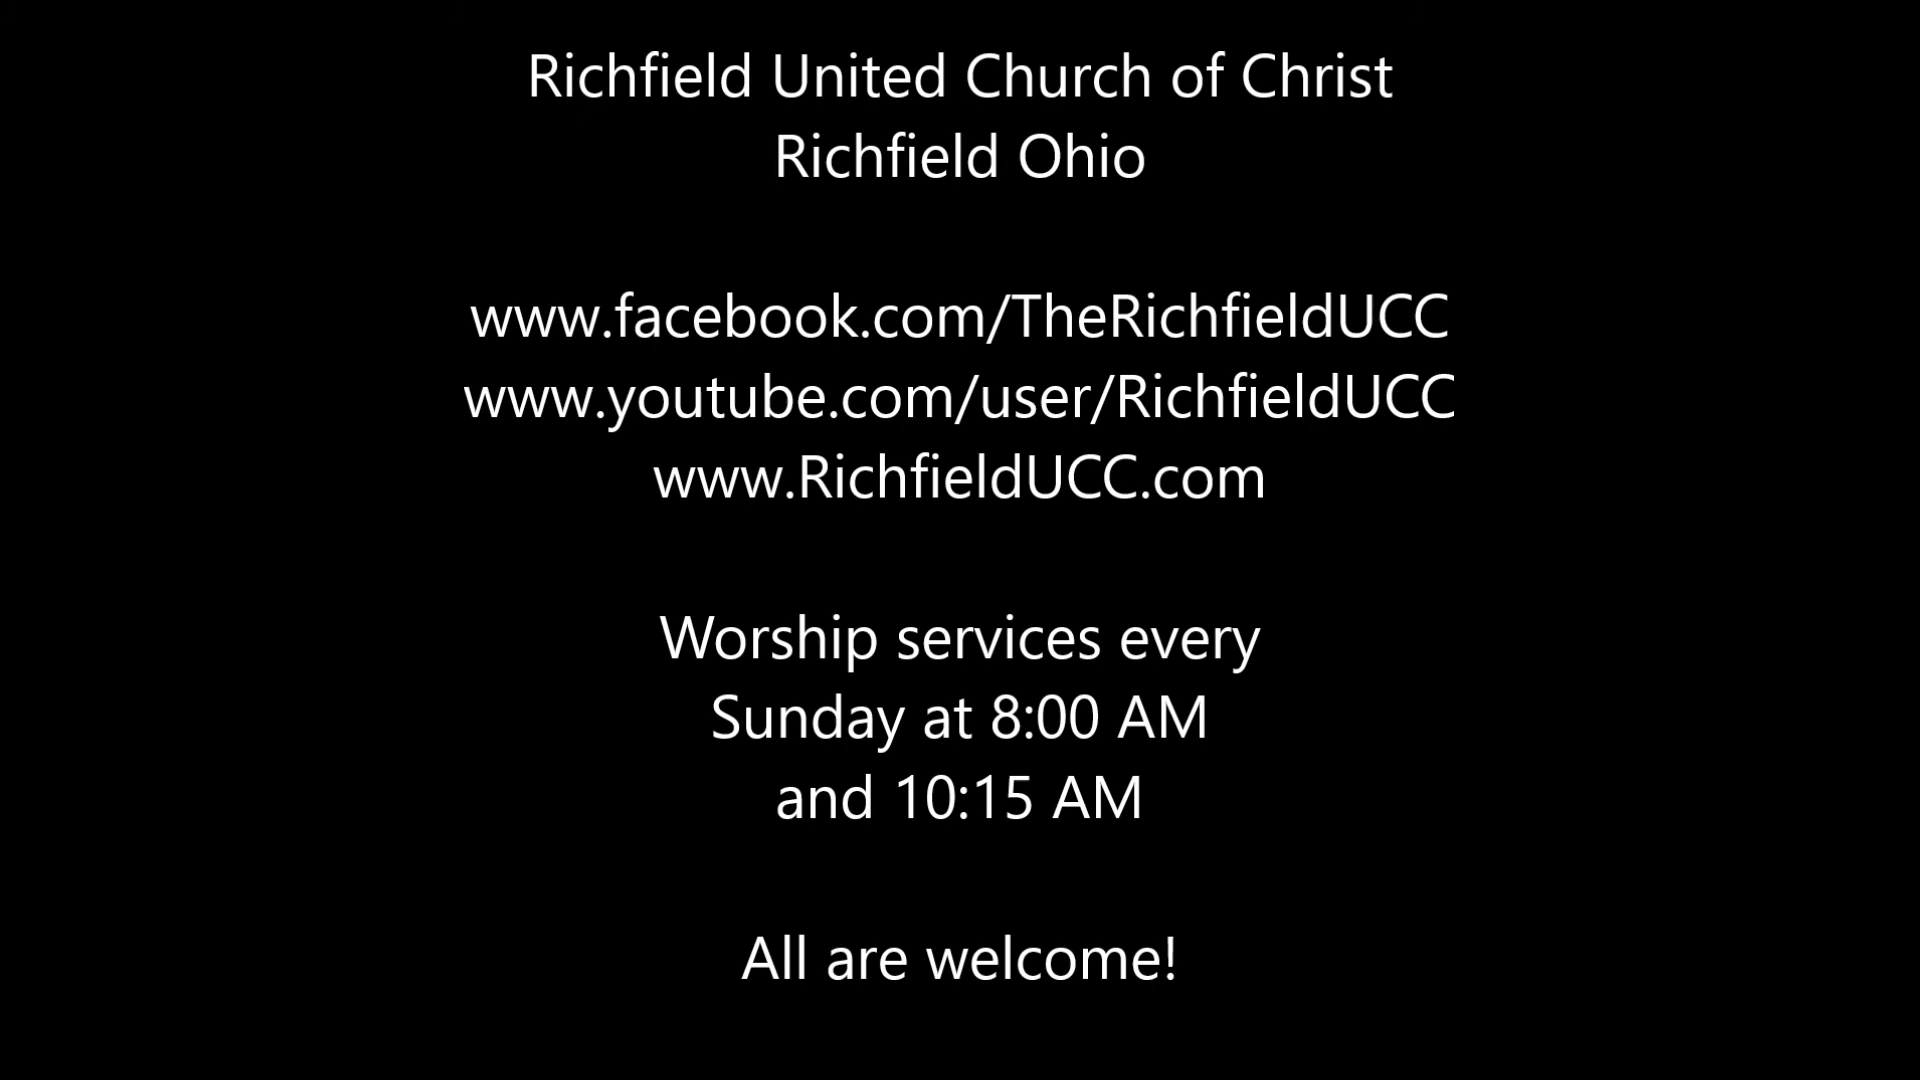 Richfield United Church of Christ
Richfield Ohio
www.facebook.com/TheRichfieldUCC
www.youtube.com/user/RichfieldUCC
www.RichfieldUCC.com
Worship services every
Sunday at 8:00 AM
and 10:15 AM
All are welcome!